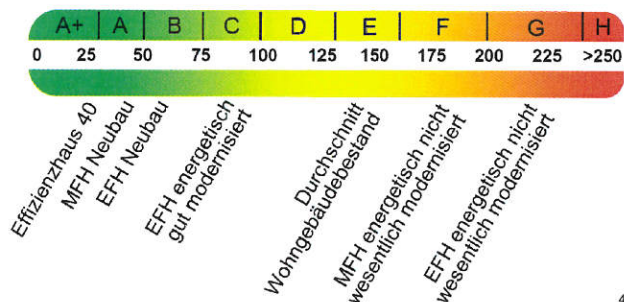 A+ A B C D E F G H
0 25 50 75 100 125 150 175 200 225 >250
Effizienzhaus 40
MFH Neubau
EFH Neubau
EFH energetisch
gut modernisiert
Durchschnitt
Wohngebäudebestand
MFH energetisch nicht
wesentlich modernisiert
EFH energetisch nicht
wesentlich modernisiert